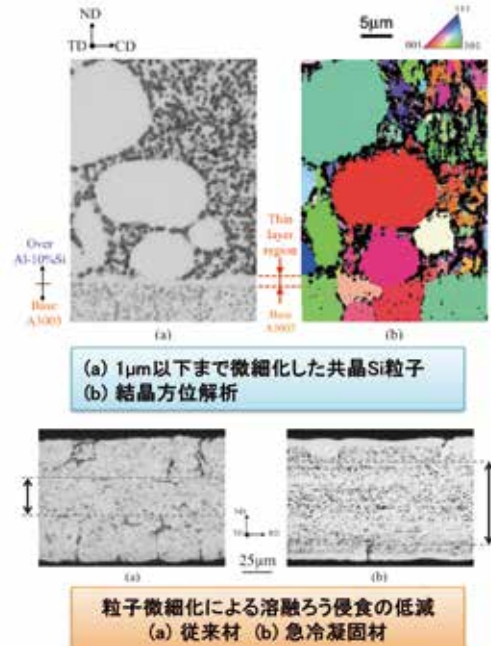 ND
TD
CD
5μm
111
001
101
Over
Al-10%Si
Base
A3003
Thin
layer
region
Base
A3003
(a)
(b)
(a) 1μm以下まで微細化した共晶Si粒子
(b) 結晶方位解析
ND
25μm
(a)
(b)
粒子微細化による溶融ろう侵食の低減
(a) 従来材 (b) 急冷凝固材